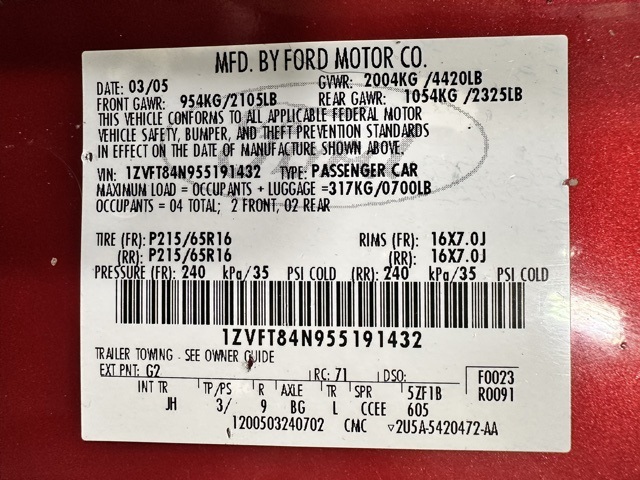 MFD. BY FORD MOTOR CO.
DATE: 03/05 GVWR: 2004KG /4420LB
FRONT GAWR: 954KG/2105LB REAR GAWR: 1054KG /2325LB
THIS VEHICLE CONFORMS TO ALL APPLICABLE FEDERAL MOTOR
VEHICLE SAFETY, BUMPER, AND THEFT PREVENTION STANDARDS
IN EFFECT ON THE DATE OF MANUFACTURE SHOWN ABOVE.
VIN: 1ZVFT84N955191432 TYPE: PASSENGER CAR
MAXIMUM LOAD = OCCUPANTS + LUGGAGE =317KG/0700LB
OCCUPANTS = 04 TOTAL; 2 FRONT, 02 REAR
TIRE (FR): P215/65R16 RIMS (FR): 16X7.0J
(RR): P215/65R16 (RR): 16X7.0J
PRESSURE (FR): 240 kPa/35 PSI COLD (RR): 240 kPa/35 PSI COLD
1ZVFT84N955191432
TRAILER TOWING - SEE OWNER GUIDE
EXT PNT: G2 RC: 71 DSO: F0023
INT TR TP/PS R AXLE TR SPR 5ZF1B R0091
JH 3/ 9 BG L CCEE 605
1200503240702 CMC ▽2U5A-5420472-AA